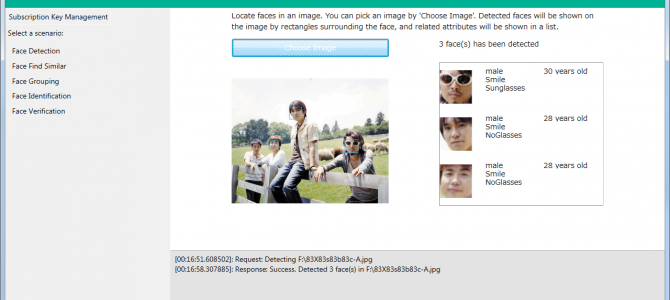 Subscription Key Management
Select a scenario:
Face Detection
Face Find Similar
Face Grouping
Face Identification
Face Verification
Locate faces in an image. You can pick an image by 'Choose Image'. Detected faces will be shown on
the image by rectangles surrounding the face, and related attributes will be shown in a list.
Choose Image
3 face(s) has been detected
male 30 years old
Smile
Sunglasses
male 28 years old
Smile
NoGlasses
male 28 years old
Smile
NoGlasses
[00:16:51.608502]: Request: Detecting F:\83X83s83b83c-A.jpg
[00:16:58.307885]: Response: Success. Detected 3 face(s) in F:\83X83s83b83c-A.jpg